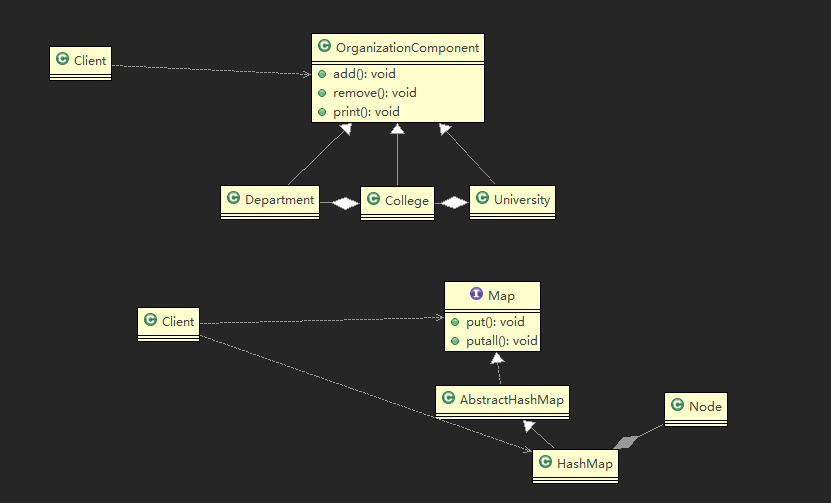 C OrganizationComponent
C Client
add(): void
remove(): void
print(): void
C Department
C College
C University
I Map
C Client
put(): void
putall(): void
C AbstractHashMap
C Node
C HashMap